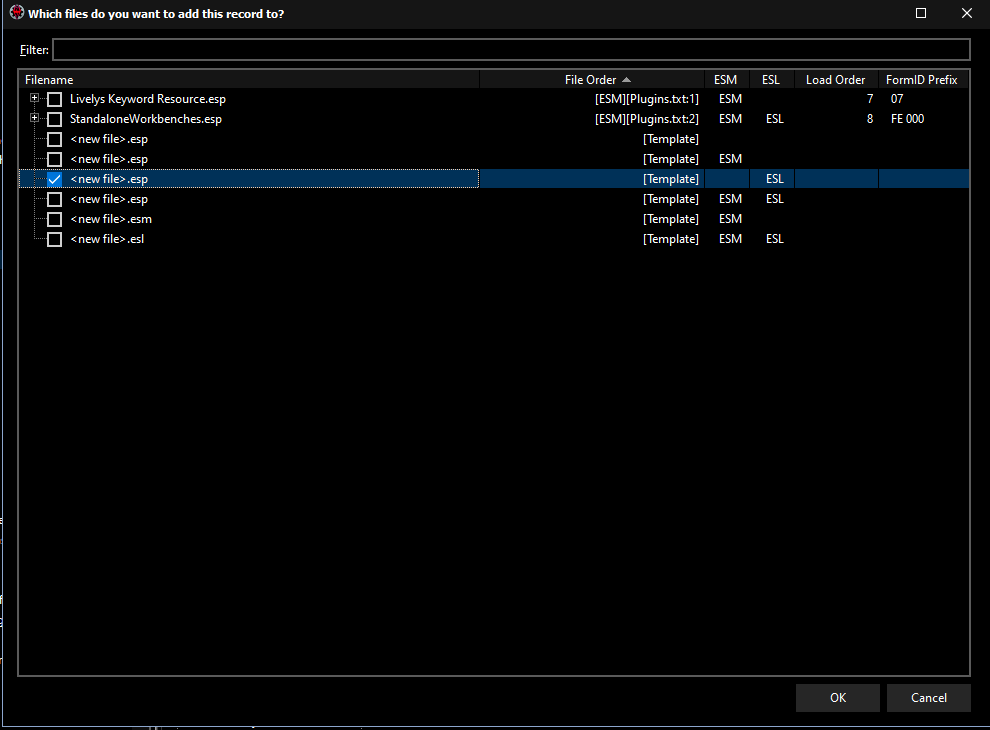 Which files do you want to add this record to?
Filter:
Filename File Order ESM ESL Load Order FormID Prefix
Livelys Keyword Resource.esp [ESM][Plugins.txt:1] ESM 7 07
StandaloneWorkbenches.esp [ESM][Plugins.txt:2] ESM ESL 8 FE 000
<new file>.esp [Template]
<new file>.esp [Template] ESM
<new file>.esp [Template] ESL
<new file>.esp [Template] ESM ESL
<new file>.esm [Template] ESM
<new file>.esl [Template] ESM ESL
OK Cancel